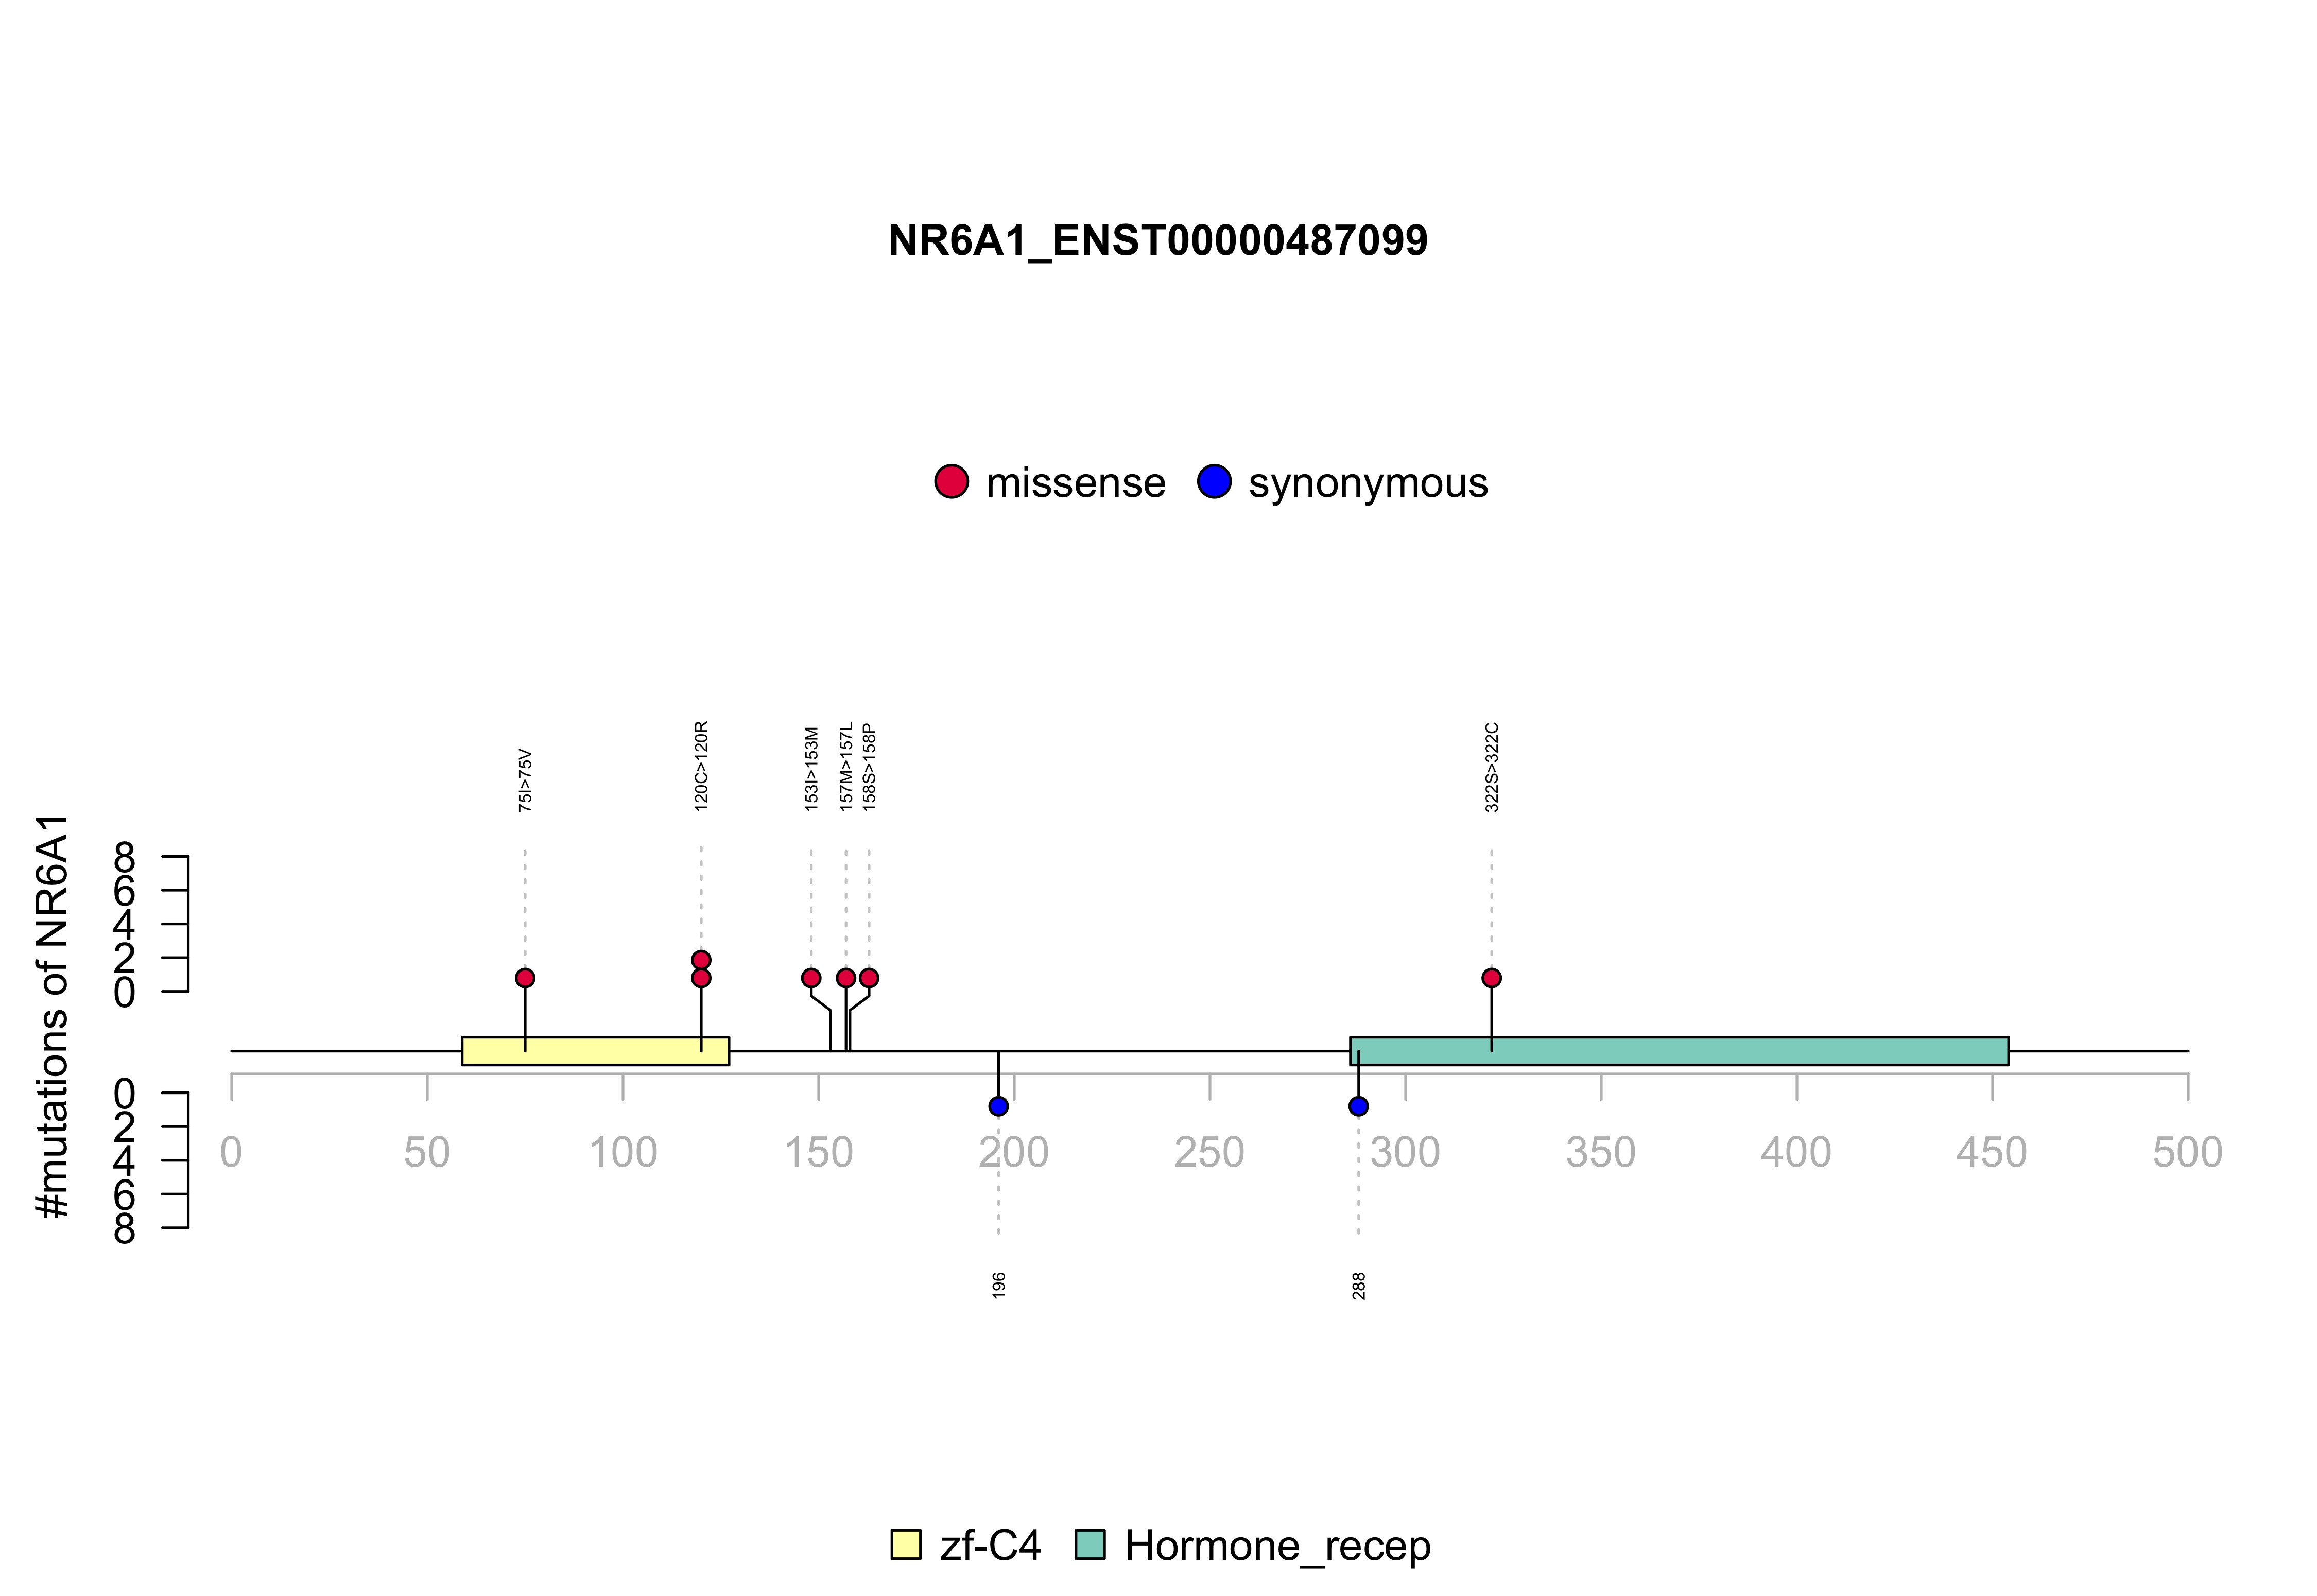 NR6A1_ENST00000487099
missense synonymous
75I>75V
120C>120R
153I>153M
157M>157L
158S>158P
322S>322C
#mutations of NR6A1
8
6
4
2
0
0
2
4
6
8
0 50 100 150 200 250 300 350 400 450 500
196
288
zf-C4 Hormone_recep